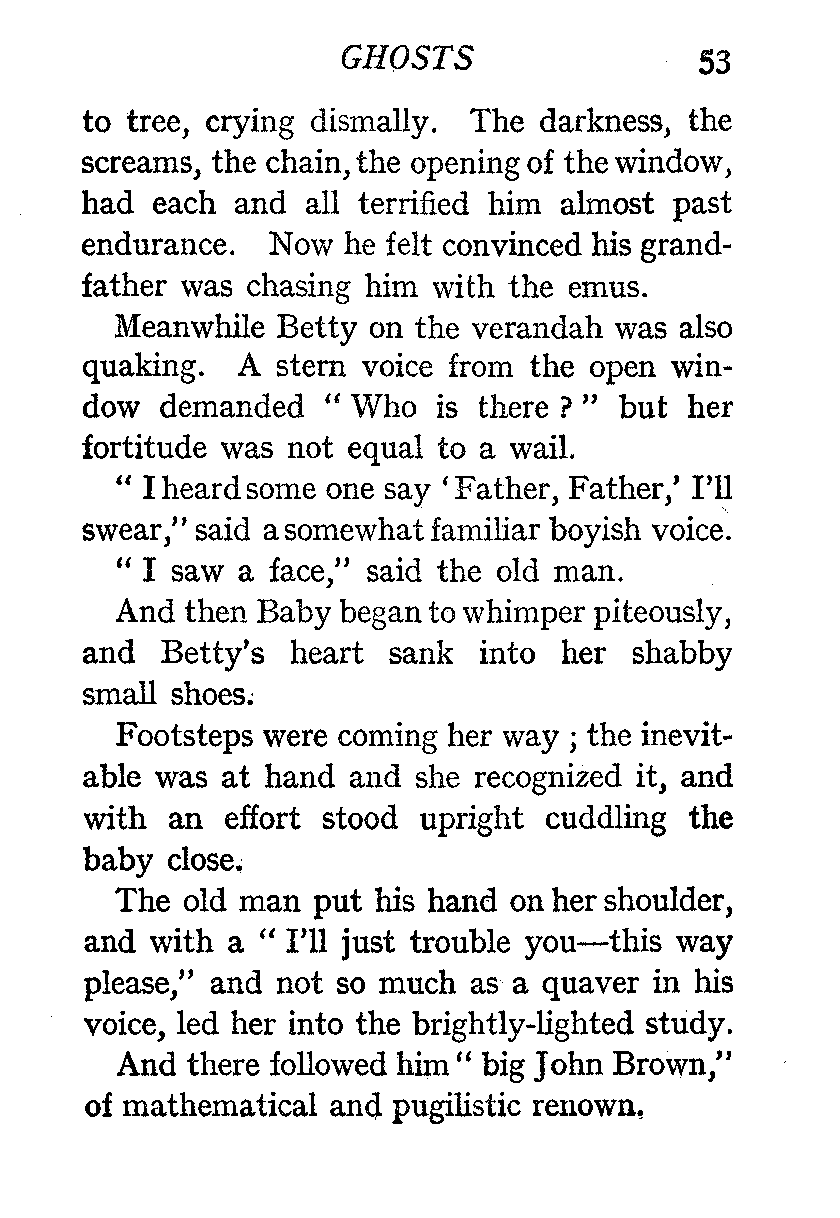 GHOSTS 53
to tree, crying dismally. The darkness, the
screams, the chain, the opening of the window,
had each and all terrified him almost past
endurance. Now he felt convinced his grand-
father was chasing him with the emus.
Meanwhile Betty on the verandah was also
quaking. A stern voice from the open win-
dow demanded “ Who is there ? ” but her
fortitude was not equal to a wail.
“ I heard some one say ‘ Father, Father,’ I’ll
swear,” said a somewhat familiar boyish voice.
“ I saw a face,” said the old man.
And then Baby began to whimper piteously,
and Betty’s heart sank into her shabby
small shoes.
Footsteps were coming her way ; the inevit-
able was at hand and she recognized it, and
with an effort stood upright cuddling the
baby close.
The old man put his hand on her shoulder,
and with a “ I’ll just trouble you—this way
please,” and not so much as a quaver in his
voice, led her into the brightly-lighted study.
And there followed him “ big John Brown,”
of mathematical and pugilistic renown.